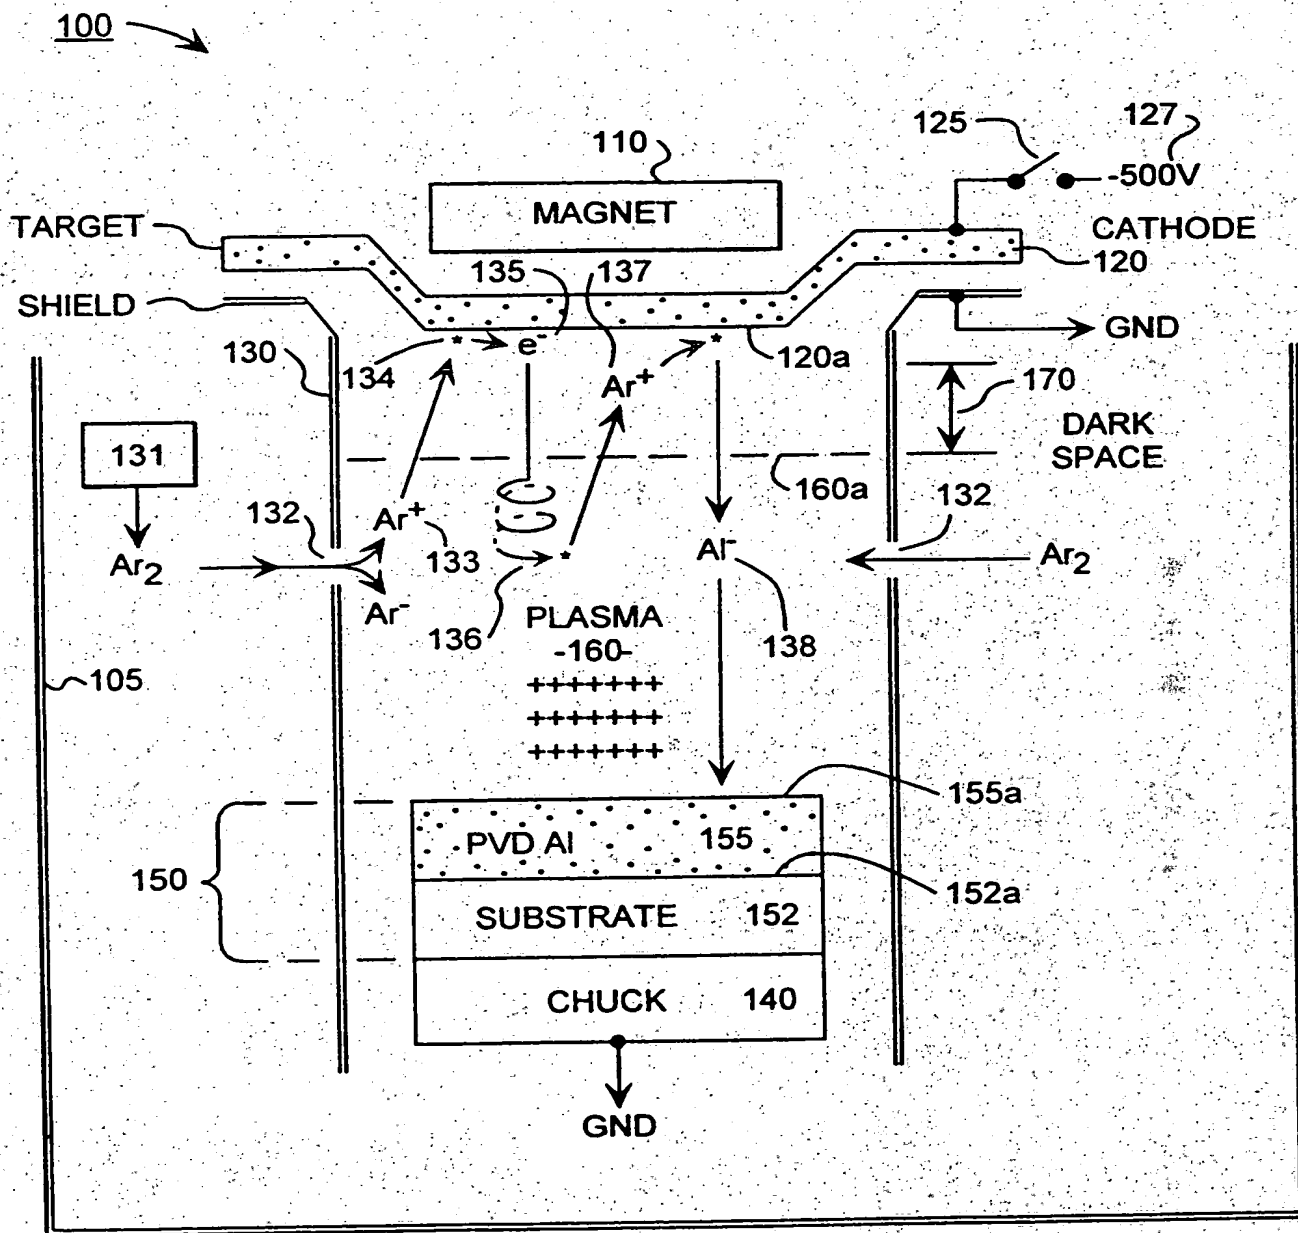 100
125
127
110
-500V
MAGNET
TARGET
CATHODE
120
135
137
SHIELD
GND
130
134
* e-
*
120a
Ar+
170
DARK
SPACE
131
160a
132
Ar+
133
132
Ar2
*
Al-
Ar2
Ar-
136
PLASMA
-160-
138
105
+++++++
+++++++
+++++++
155a
PVD Al 155
150
152a
SUBSTRATE 152
CHUCK 140
GND